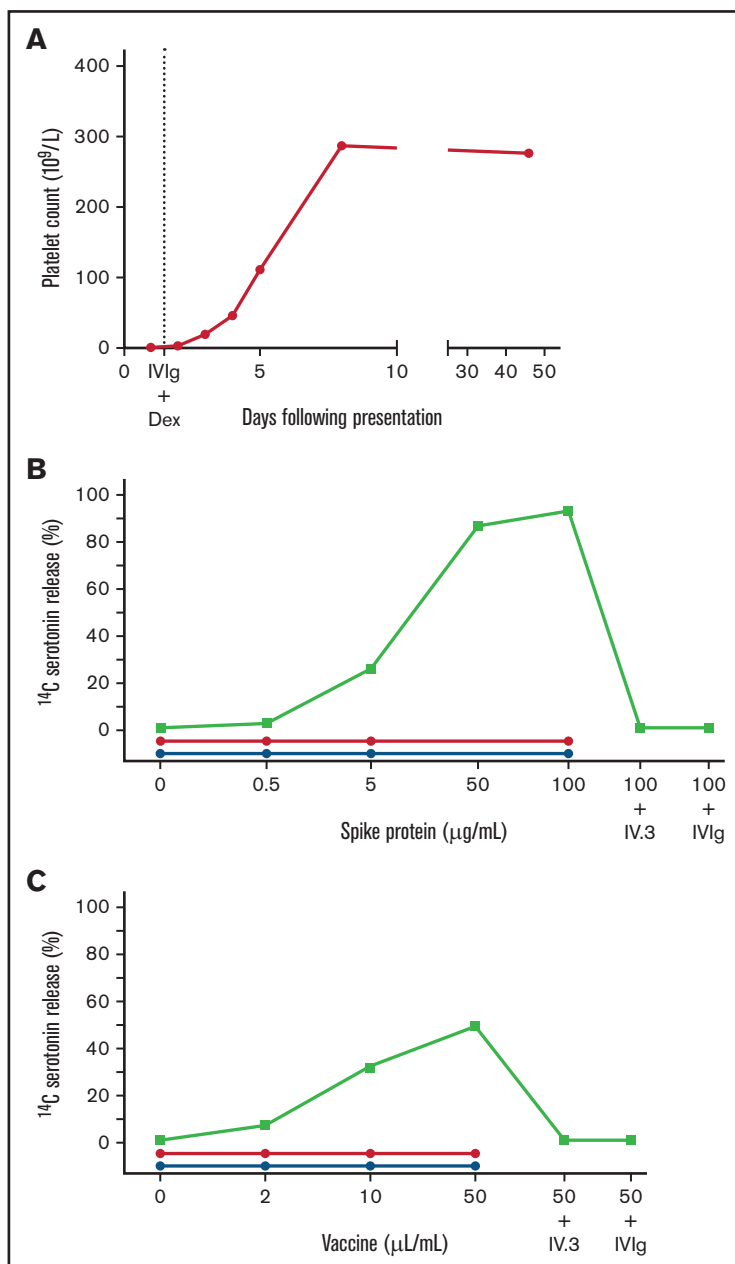 A
Platelet count (10⁹/L)
400
300
200
100
0
0 IVIg 5 10 30 40 50
+
Dex
Days following presentation
B
¹⁴C serotonin release (%)
100
80
60
40
20
0
0 0.5 5 50 100 100 100
+ +
IV.3 IVIg
Spike protein (μg/mL)
C
¹⁴C serotonin release (%)
100
80
60
40
20
0
0 2 10 50 50 50
+ +
IV.3 IVIg
Vaccine (μL/mL)